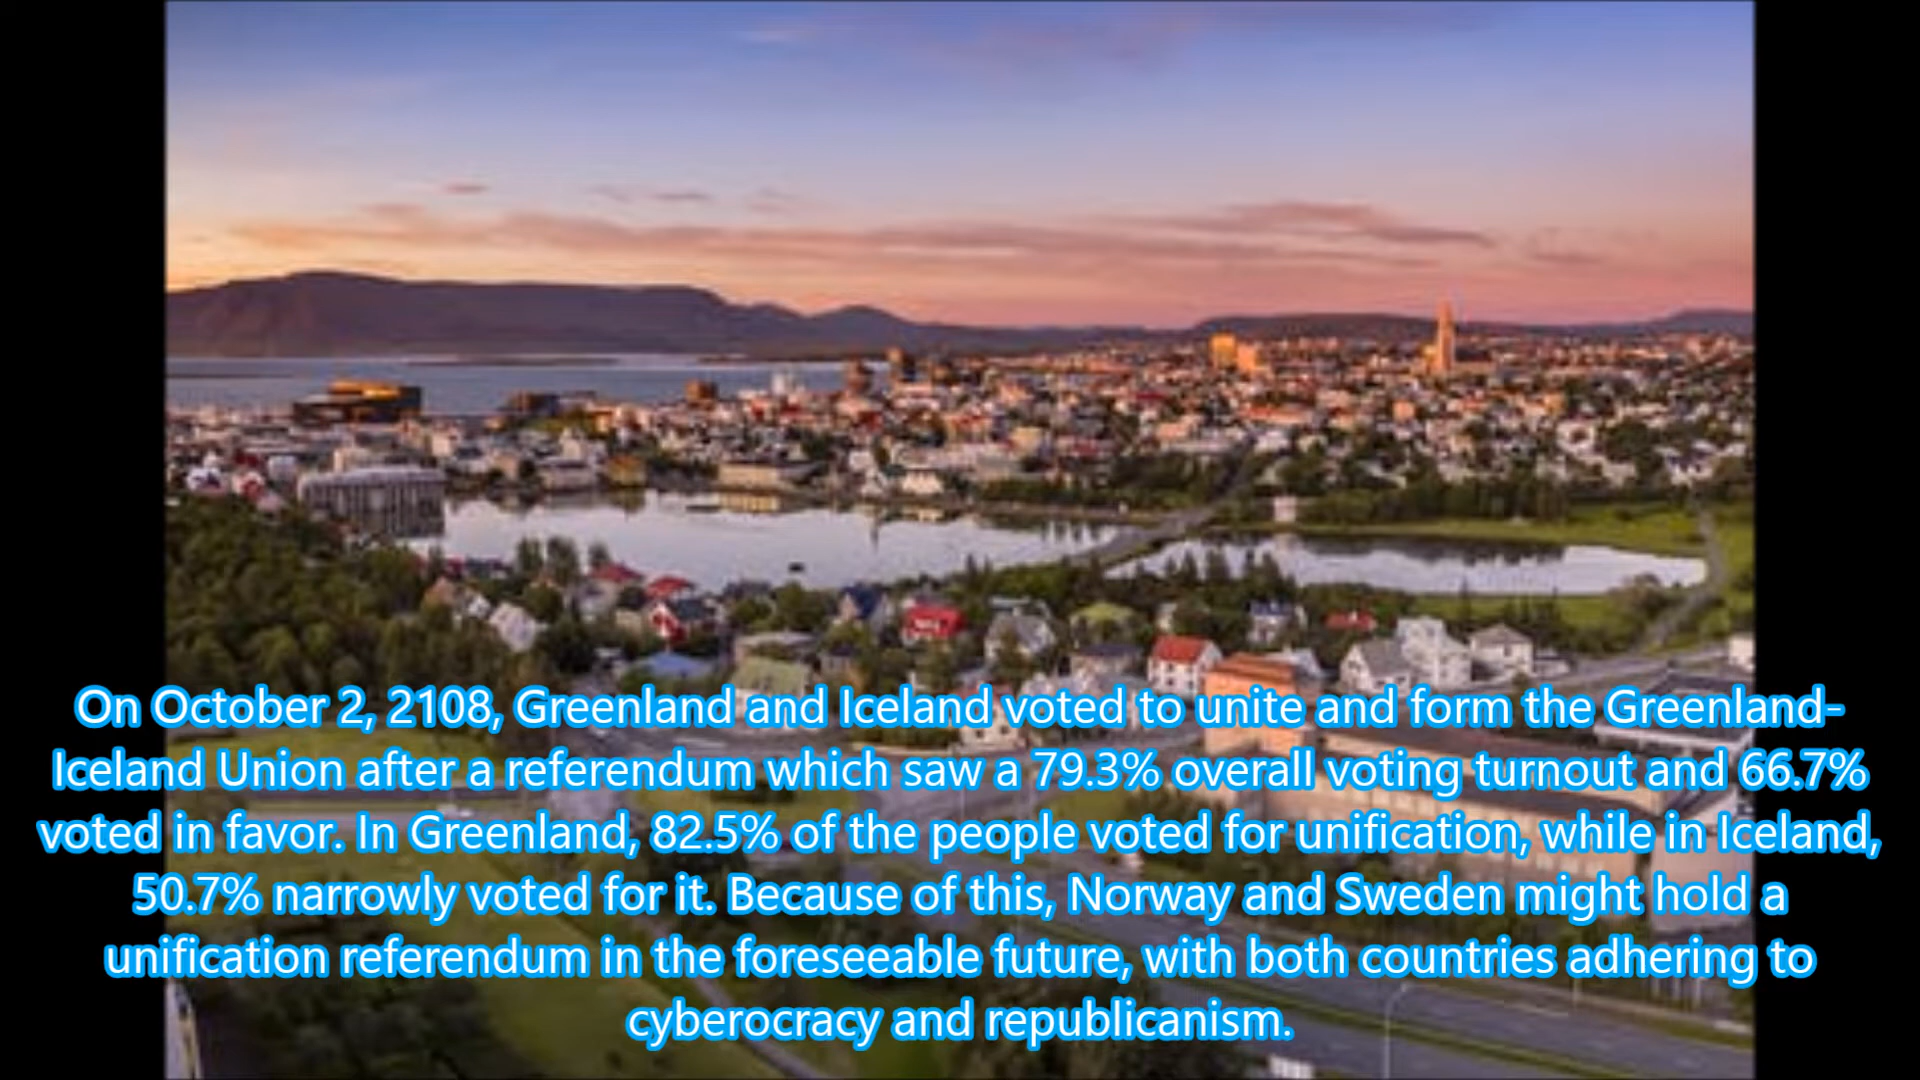 On October 2, 2108, Greenland and Iceland voted to unite and form the Greenland-
Iceland Union after a referendum which saw a 79.3% overall voting turnout and 66.7%
voted in favor. In Greenland, 82.5% of the people voted for unification, while in Iceland,
50.7% narrowly voted for it. Because of this, Norway and Sweden might hold a
unification referendum in the foreseeable future, with both countries adhering to
cyberocracy and republicanism.